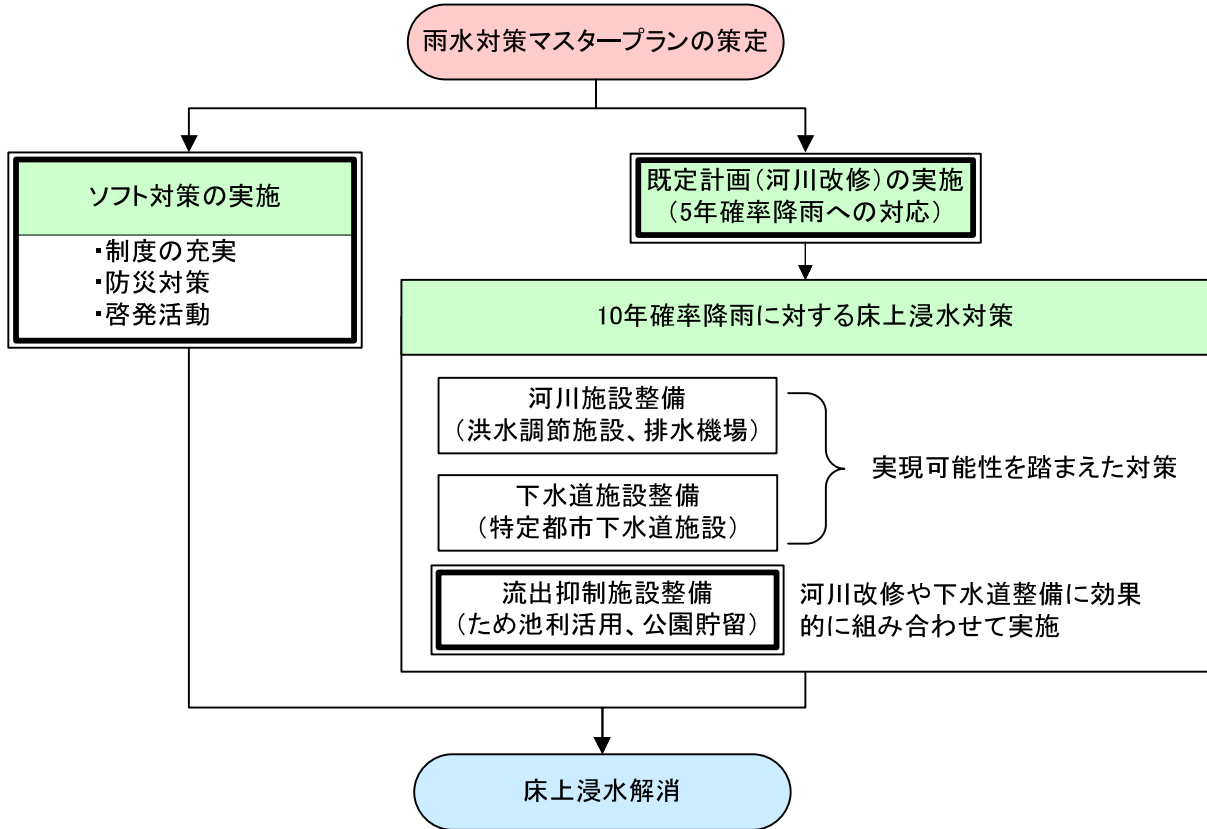 雨水対策マスタープランの策定
ソフト対策の実施
・制度の充実
・防災対策
・啓発活動
既定計画（河川改修）の実施
（5年確率降雨への対応）
10年確率降雨に対する床上浸水対策
河川施設整備
（洪水調節施設、排水機場）
下水道施設整備
（特定都市下水道施設）
実現可能性を踏まえた対策
流出抑制施設整備
（ため池利活用、公園貯留）
河川改修や下水道整備に効果
的に組み合わせて実施
床上浸水解消